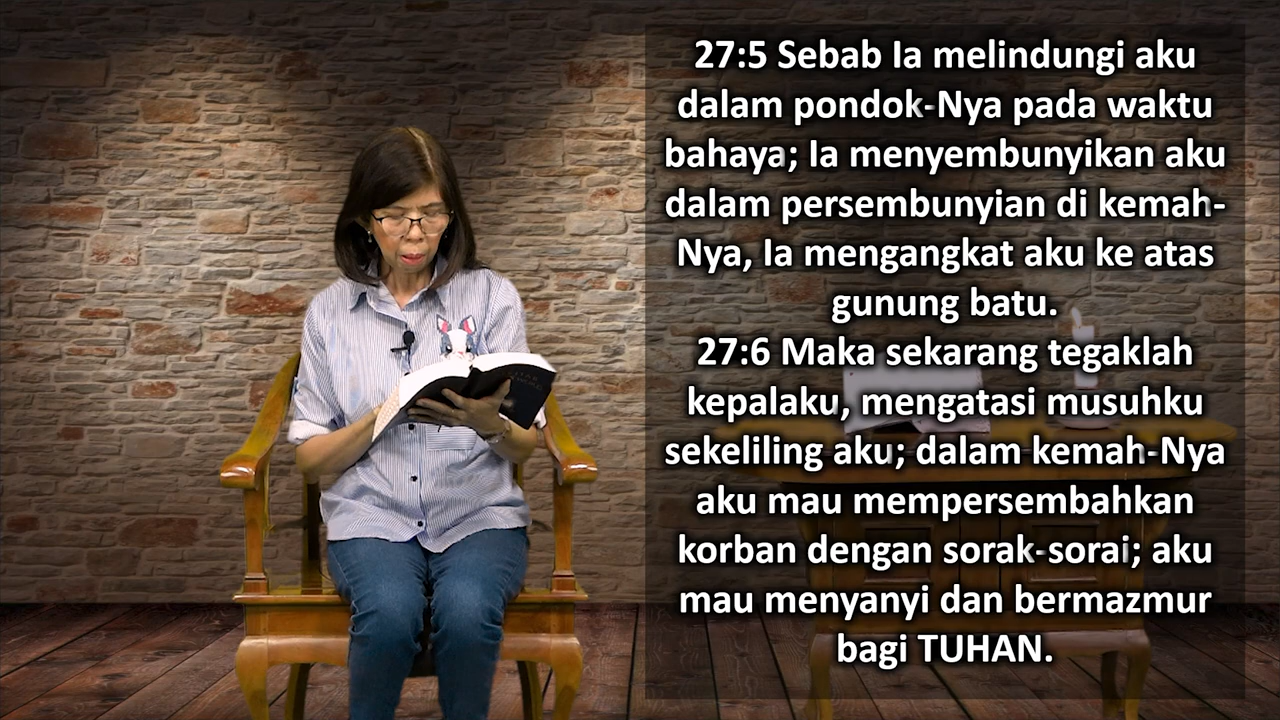 27:5 Sebab Ia melindungi aku
dalam pondok-Nya pada waktu
bahaya; Ia menyembunyikan aku
dalam persembunyian di kemah-
Nya, Ia mengangkat aku ke atas
gunung batu.
27:6 Maka sekarang tegaklah
kepalaku, mengatasi musuhku
sekeliling aku; dalam kemah-Nya
aku mau mempersembahkan
korban dengan sorak-sorai; aku
mau menyanyi dan bermazmur
bagi TUHAN.